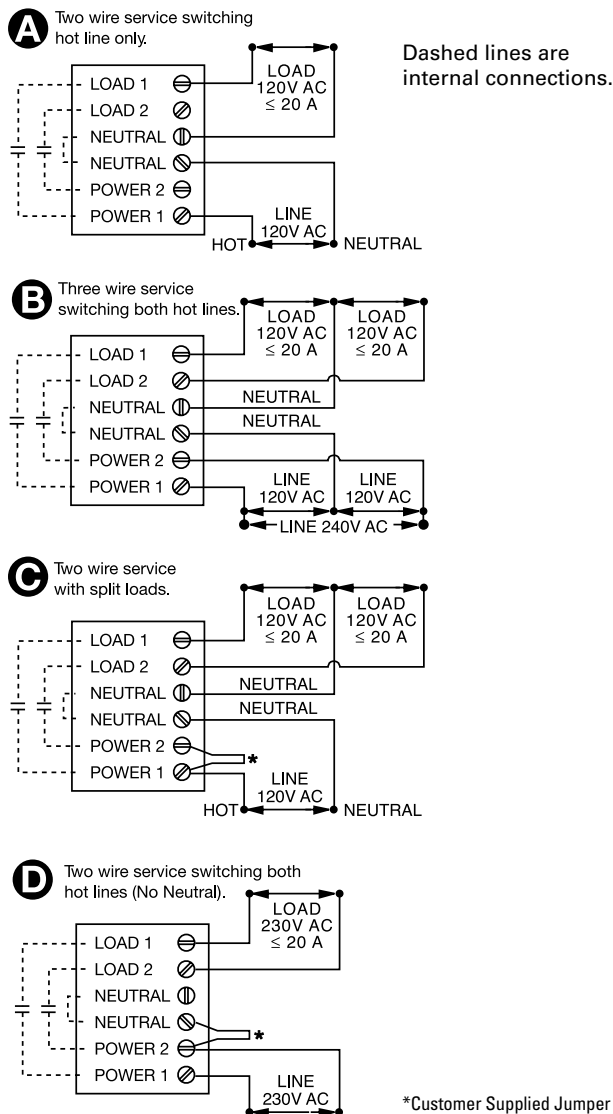 A Two wire service switching
hot line only.
Dashed lines are
internal connections.
LOAD 1
LOAD 2
NEUTRAL
NEUTRAL
POWER 2
POWER 1
LOAD
120V AC
≤ 20 A
LINE
120V AC
HOT
NEUTRAL
B Three wire service
switching both hot lines.
LOAD 1
LOAD 2
NEUTRAL
NEUTRAL
POWER 2
POWER 1
LOAD
120V AC
≤ 20 A
LOAD
120V AC
≤ 20 A
NEUTRAL
NEUTRAL
LINE
120V AC
LINE
120V AC
LINE 240V AC
C Two wire service
with split loads.
LOAD 1
LOAD 2
NEUTRAL
NEUTRAL
POWER 2
POWER 1
LOAD
120V AC
≤ 20 A
LOAD
120V AC
≤ 20 A
NEUTRAL
NEUTRAL
*
LINE
120V AC
HOT
NEUTRAL
D Two wire service switching both
hot lines (No Neutral).
LOAD 1
LOAD 2
NEUTRAL
NEUTRAL
POWER 2
POWER 1
LOAD
230V AC
≤ 20 A
*
LINE
230V AC
*Customer Supplied Jumper